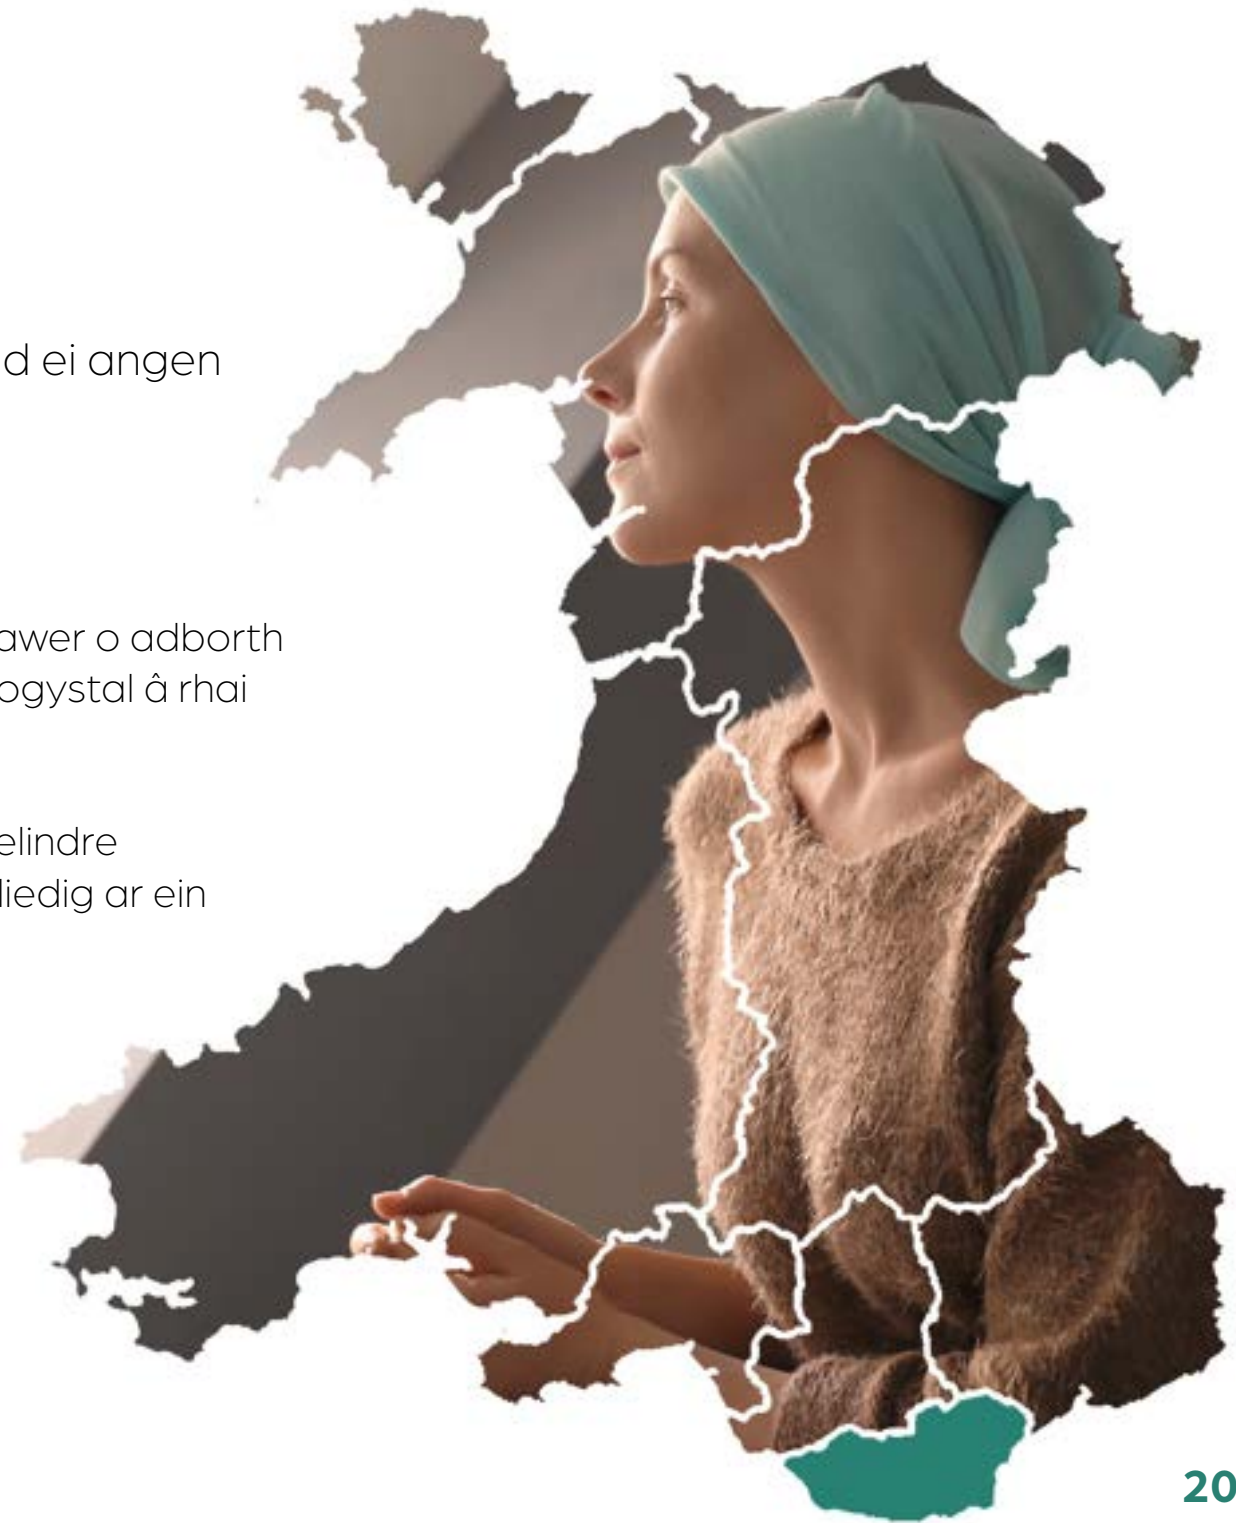 d ei angen
awer o adborth
ogystal â rhai
elindre
liedig ar ein
20